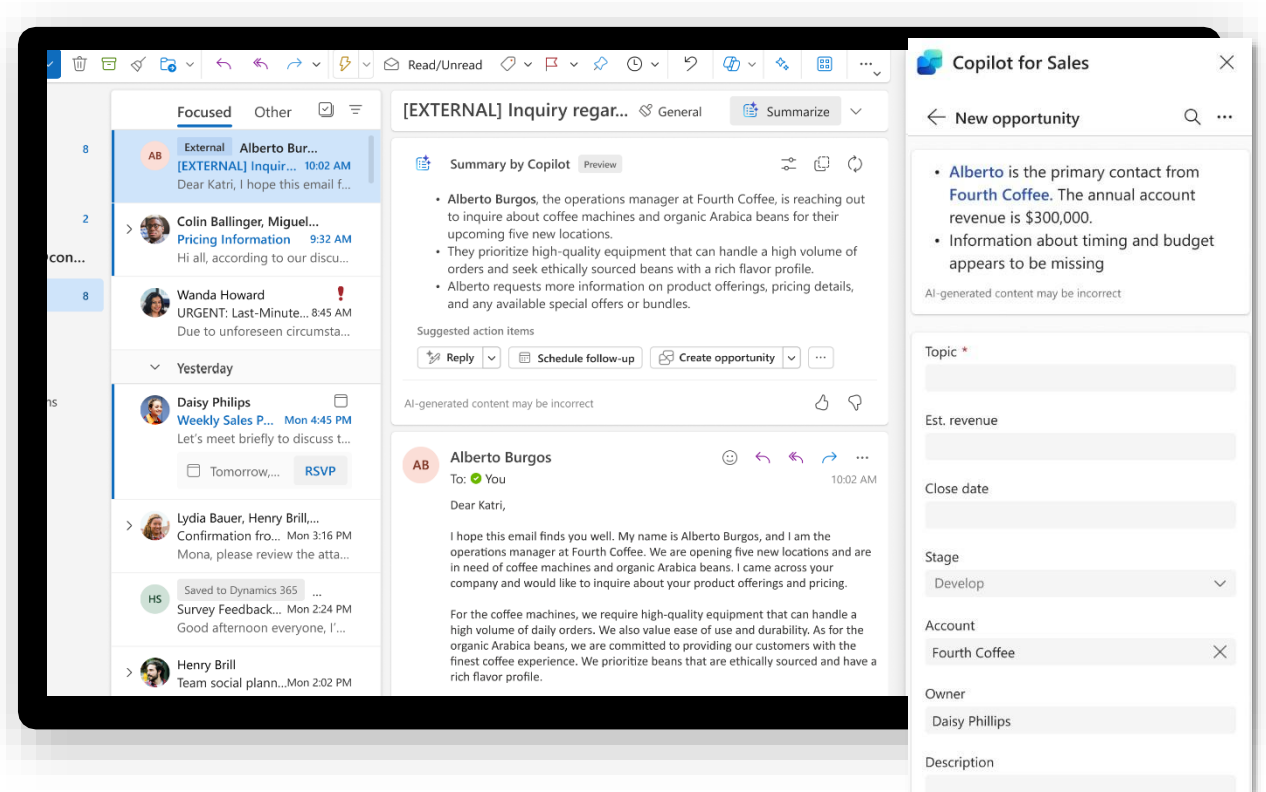 Read/Unread
8
2
con...
8
ns
Focused
Other
AB
External
Alberto Bur...
[EXTERNAL] Inquir... 10:02 AM
Dear Katri, I hope this email f...
Colin Ballinger, Miguel...
Pricing Information 9:32 AM
Hi all, according to our discu...
Wanda Howard
URGENT: Last-Minute... 8:45 AM
Due to unforeseen circumsta...
Yesterday
Daisy Philips
Weekly Sales P... Mon 4:45 PM
Let's meet briefly to discuss t...
Tomorrow,... RSVP
Lydia Bauer, Henry Brill,...
Confirmation fro... Mon 3:16 PM
Mona, please review the atta...
HS
Saved to Dynamics 365 ...
Survey Feedback... Mon 2:24 PM
Good afternoon everyone, I'...
Henry Brill
Team social plann...Mon 2:02 PM
[EXTERNAL] Inquiry regar... General Summarize
Summary by Copilot Preview
• Alberto Burgos, the operations manager at Fourth Coffee, is reaching out
to inquire about coffee machines and organic Arabica beans for their
upcoming five new locations.
• They prioritize high-quality equipment that can handle a high volume of
orders and seek ethically sourced beans with a rich flavor profile.
• Alberto requests more information on product offerings, pricing details,
and any available special offers or bundles.
Suggested action items
Reply Schedule follow-up Create opportunity ...
AI-generated content may be incorrect
AB
Alberto Burgos
To: You 10:02 AM
Dear Katri,
I hope this email finds you well. My name is Alberto Burgos, and I am the
operations manager at Fourth Coffee. We are opening five new locations and are
in need of coffee machines and organic Arabica beans. I came across your
company and would like to inquire about your product offerings and pricing.
For the coffee machines, we require high-quality equipment that can handle a
high volume of daily orders. We also value ease of use and durability. As for the
organic Arabica beans, we are committed to providing our customers with the
finest coffee experience. We prioritize beans that are ethically sourced and have a
rich flavor profile.
Copilot for Sales
New opportunity
• Alberto is the primary contact from
Fourth Coffee. The annual account
revenue is $300,000.
• Information about timing and budget
appears to be missing
AI-generated content may be incorrect
Topic *
Est. revenue
Close date
Stage
Develop
Account
Fourth Coffee
Owner
Daisy Phillips
Description